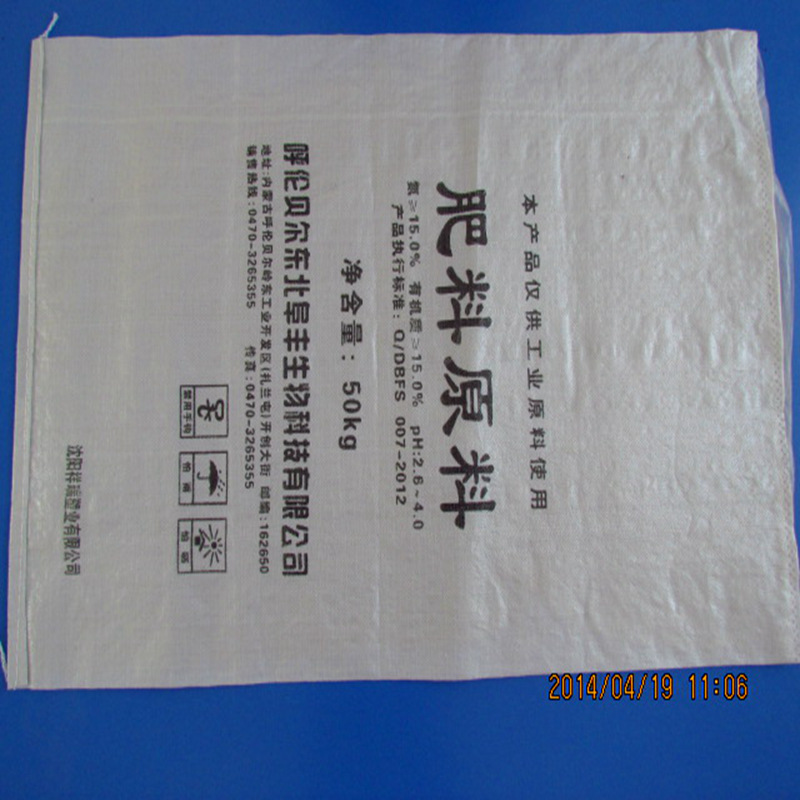 本产品仅供工业原料使用
肥料原料
氮≥15.0% 有机质≥15.0% pH:2.6~4.0
产品执行标准：Q/DBFS 007-2012
净含量：50kg
呼伦贝尔东北阜丰生物科技有限公司
地址:内蒙古呼伦贝尔岭东工业开发区(扎兰屯)开创大街 邮编:162650
销售热线:0470-3265355 传真:0470-3265355
禁用手钩
怕雨
怕晒
沈阳祥瑞塑业有限公司
2014/04/19 11:06